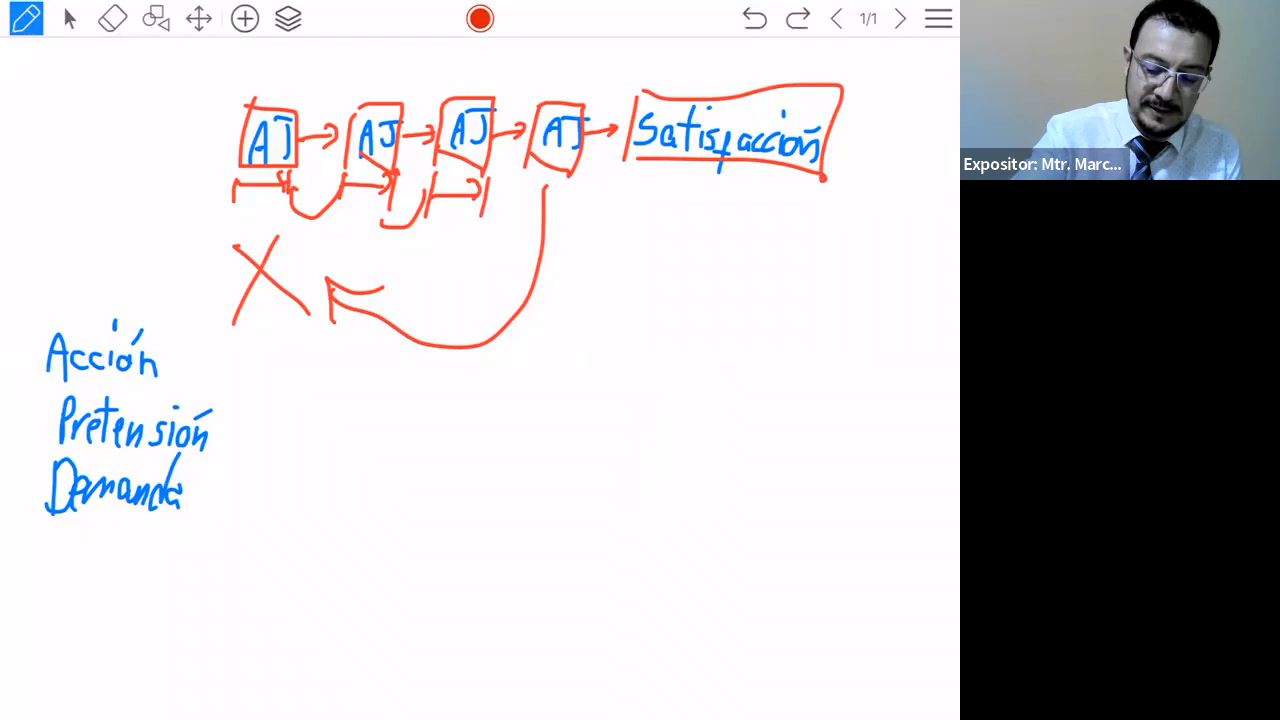 1/1
AJ AJ AJ AJ Satisfacción
Expositor: Mtr. Marc...
Acción
Pretensión
Demanda